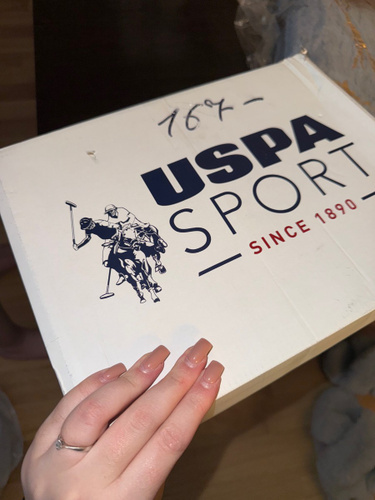 167-
USPA
SPORT
SINCE 1890